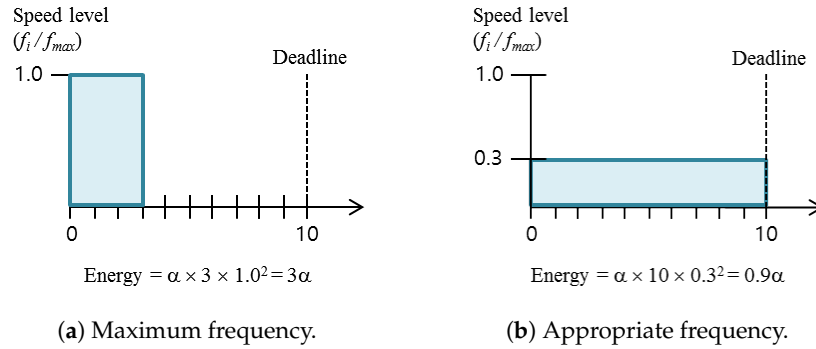 Speed level
(fi/fmax)
Deadline
1.0
0
10
Energy = α × 3 × 1.0² = 3α
(a) Maximum frequency.
Speed level
(fi/fmax)
Deadline
1.0
0.3
0
10
Energy = α × 10 × 0.3² = 0.9α
(b) Appropriate frequency.